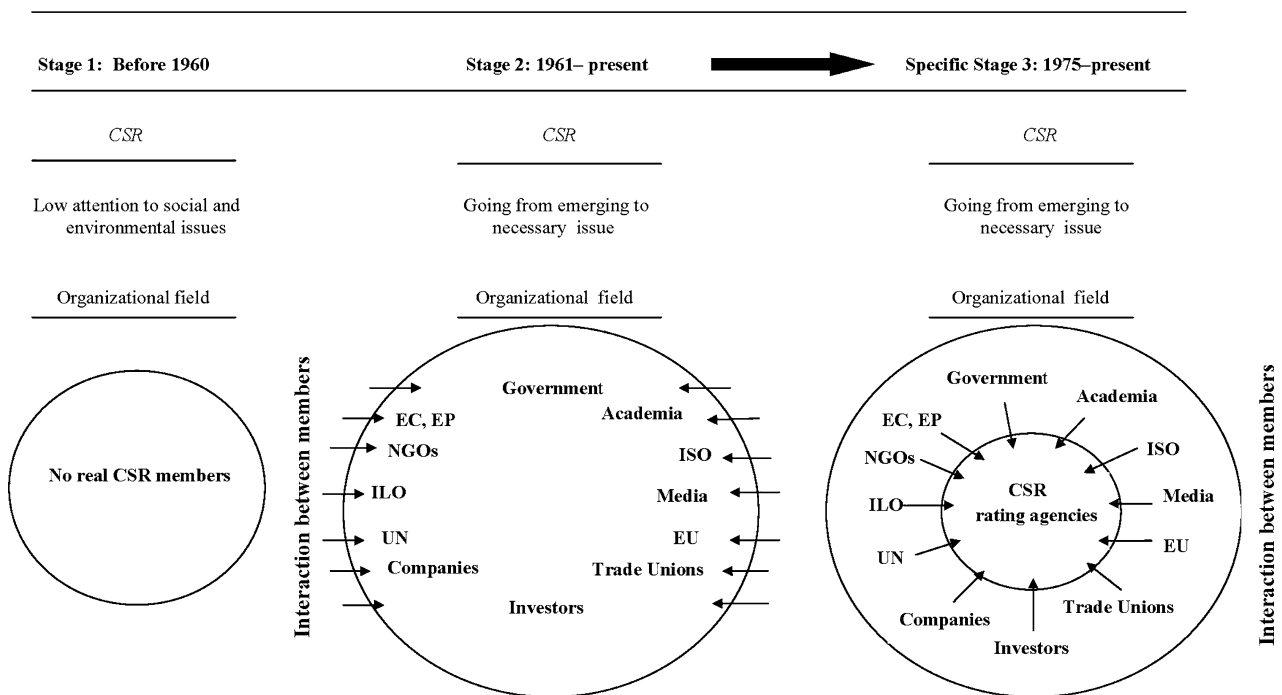 Stage 1: Before 1960
Stage 2: 1961– present
Specific Stage 3: 1975–present
CSR
CSR
CSR
Low attention to social and
environmental issues
Going from emerging to
necessary issue
Going from emerging to
necessary issue
Organizational field
Organizational field
Organizational field
No real CSR members
Interaction between members
Government
Academia
EC, EP
NGOs
ISO
ILO
Media
UN
EU
Companies
Trade Unions
Investors
Government
Academia
EC, EP
NGOs
ISO
CSR
rating agencies
ILO
Media
UN
EU
Companies
Trade Unions
Investors
Interaction between members